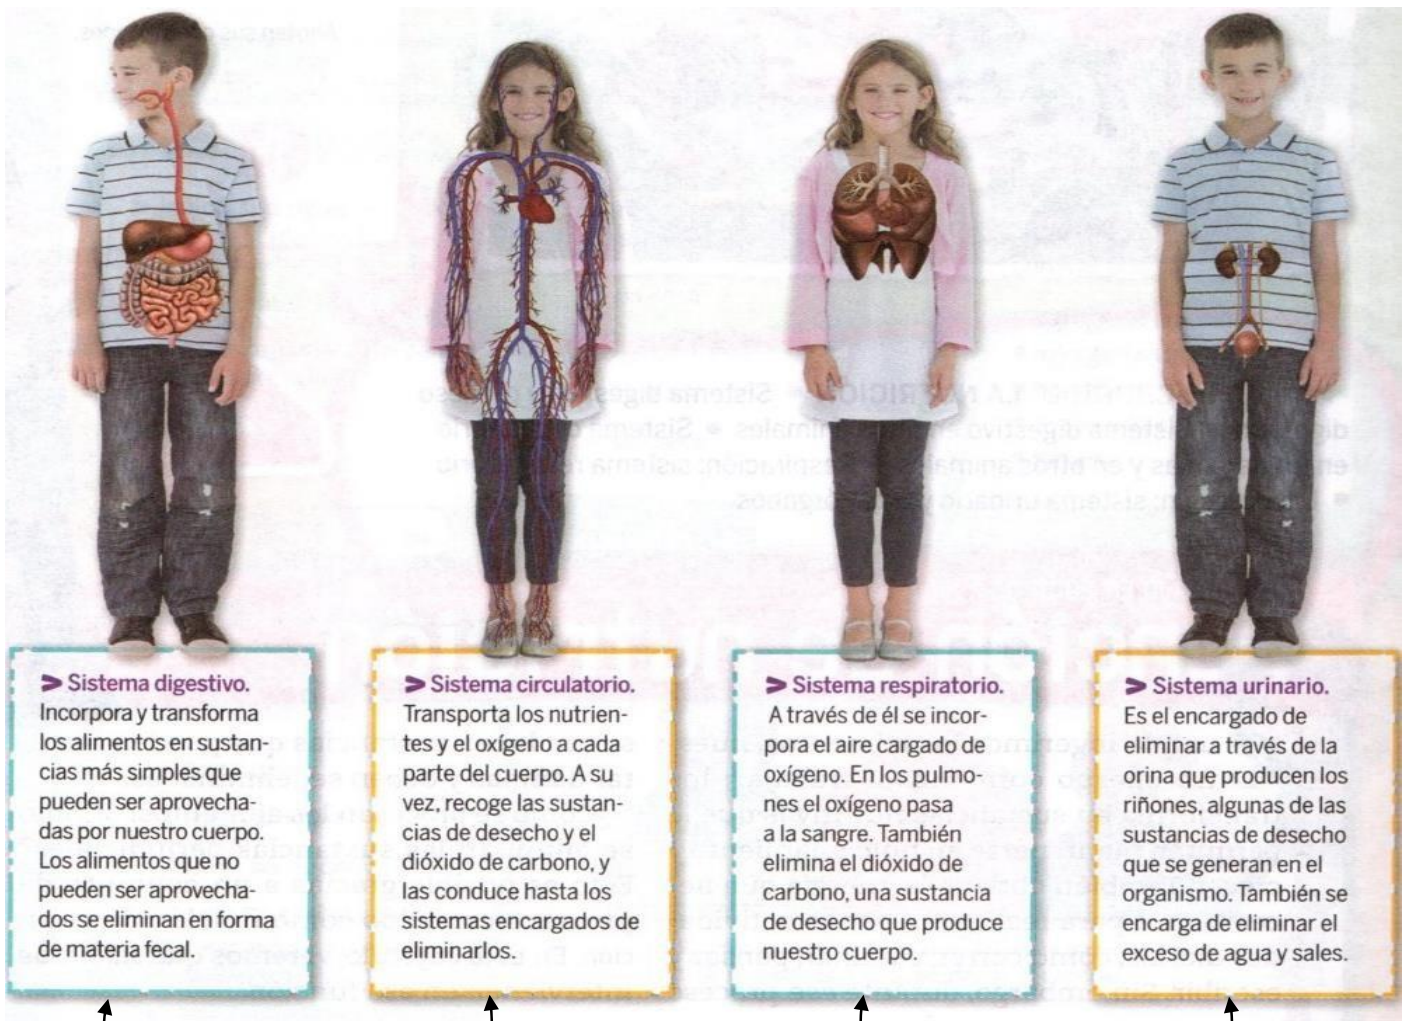 ➤ Sistema digestivo.
Incorpora y transforma
los alimentos en sustan-
cias más simples que
pueden ser aprovecha-
das por nuestro cuerpo.
Los alimentos que no
pueden ser aprovecha-
dos se eliminan en forma
de materia fecal.
➤ Sistema circulatorio.
Transporta los nutrien-
tes y el oxígeno a cada
parte del cuerpo. A su
vez, recoge las sustan-
cias de desecho y el
dióxido de carbono, y
las conduce hasta los
sistemas encargados de
eliminarlos.
➤ Sistema respiratorio.
A través de él se incor-
pora el aire cargado de
oxígeno. En los pulmo-
nes el oxígeno pasa
a la sangre. También
elimina el dióxido de
carbono, una sustancia
de desecho que produce
nuestro cuerpo.
➤ Sistema urinario.
Es el encargado de
eliminar a través de la
orina que producen los
riñones, algunas de las
sustancias de desecho
que se generan en el
organismo. También se
encarga de eliminar el
exceso de agua y sales.